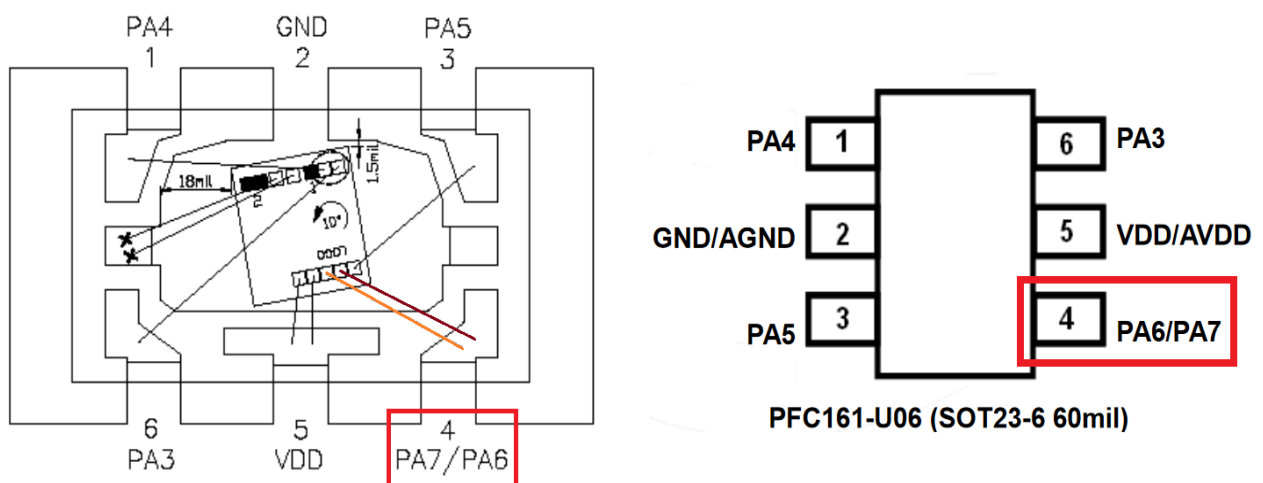 PA4 GND PA5
1 2 3
18mil
1.5mil
2
1
10°
6 5 4
PA3 VDD PA7/PA6
PA4 1 6 PA3
GND/AGND 2 5 VDD/AVDD
PA5 3 4 PA6/PA7
PFC161-U06 (SOT23-6 60mil)